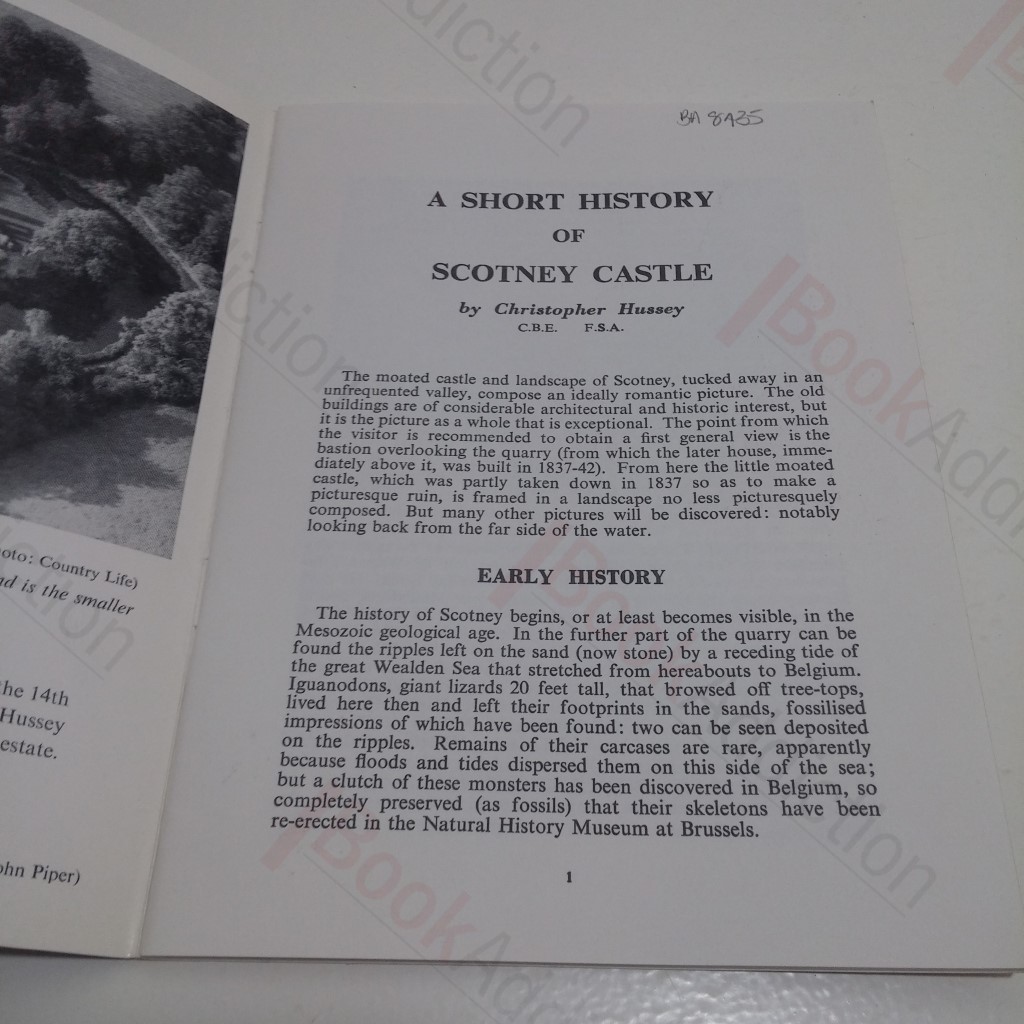 oto: Country Life)
nd is the smaller
he 14th
Hussey
estate.
ohn Piper)
BA 8A35
A SHORT HISTORY
OF
SCOTNEY CASTLE
by Christopher Hussey
C.B.E. F.S.A.
The moated castle and landscape of Scotney, tucked away in an
unfrequented valley, compose an ideally romantic picture. The old
buildings are of considerable architectural and historic interest, but
it is the picture as a whole that is exceptional. The point from which
the visitor is recommended to obtain a first general view is the
bastion overlooking the quarry (from which the later house, imme-
diately above it, was built in 1837-42). From here the little moated
castle, which was partly taken down in 1837 so as to make a
picturesque ruin, is framed in a landscape no less picturesquely
composed. But many other pictures will be discovered: notably
looking back from the far side of the water.
EARLY HISTORY
The history of Scotney begins, or at least becomes visible, in the
Mesozoic geological age. In the further part of the quarry can be
found the ripples left on the sand (now stone) by a receding tide of
the great Wealden Sea that stretched from hereabouts to Belgium.
Iguanodons, giant lizards 20 feet tall, that browsed off tree-tops,
lived here then and left their footprints in the sands, fossilised
impressions of which have been found: two can be seen deposited
on the ripples. Remains of their carcases are rare, apparently
because floods and tides dispersed them on this side of the sea;
but a clutch of these monsters has been discovered in Belgium, so
completely preserved (as fossils) that their skeletons have been
re-erected in the Natural History Museum at Brussels.
1
BookAddiction
BookAddiction
BookAddiction